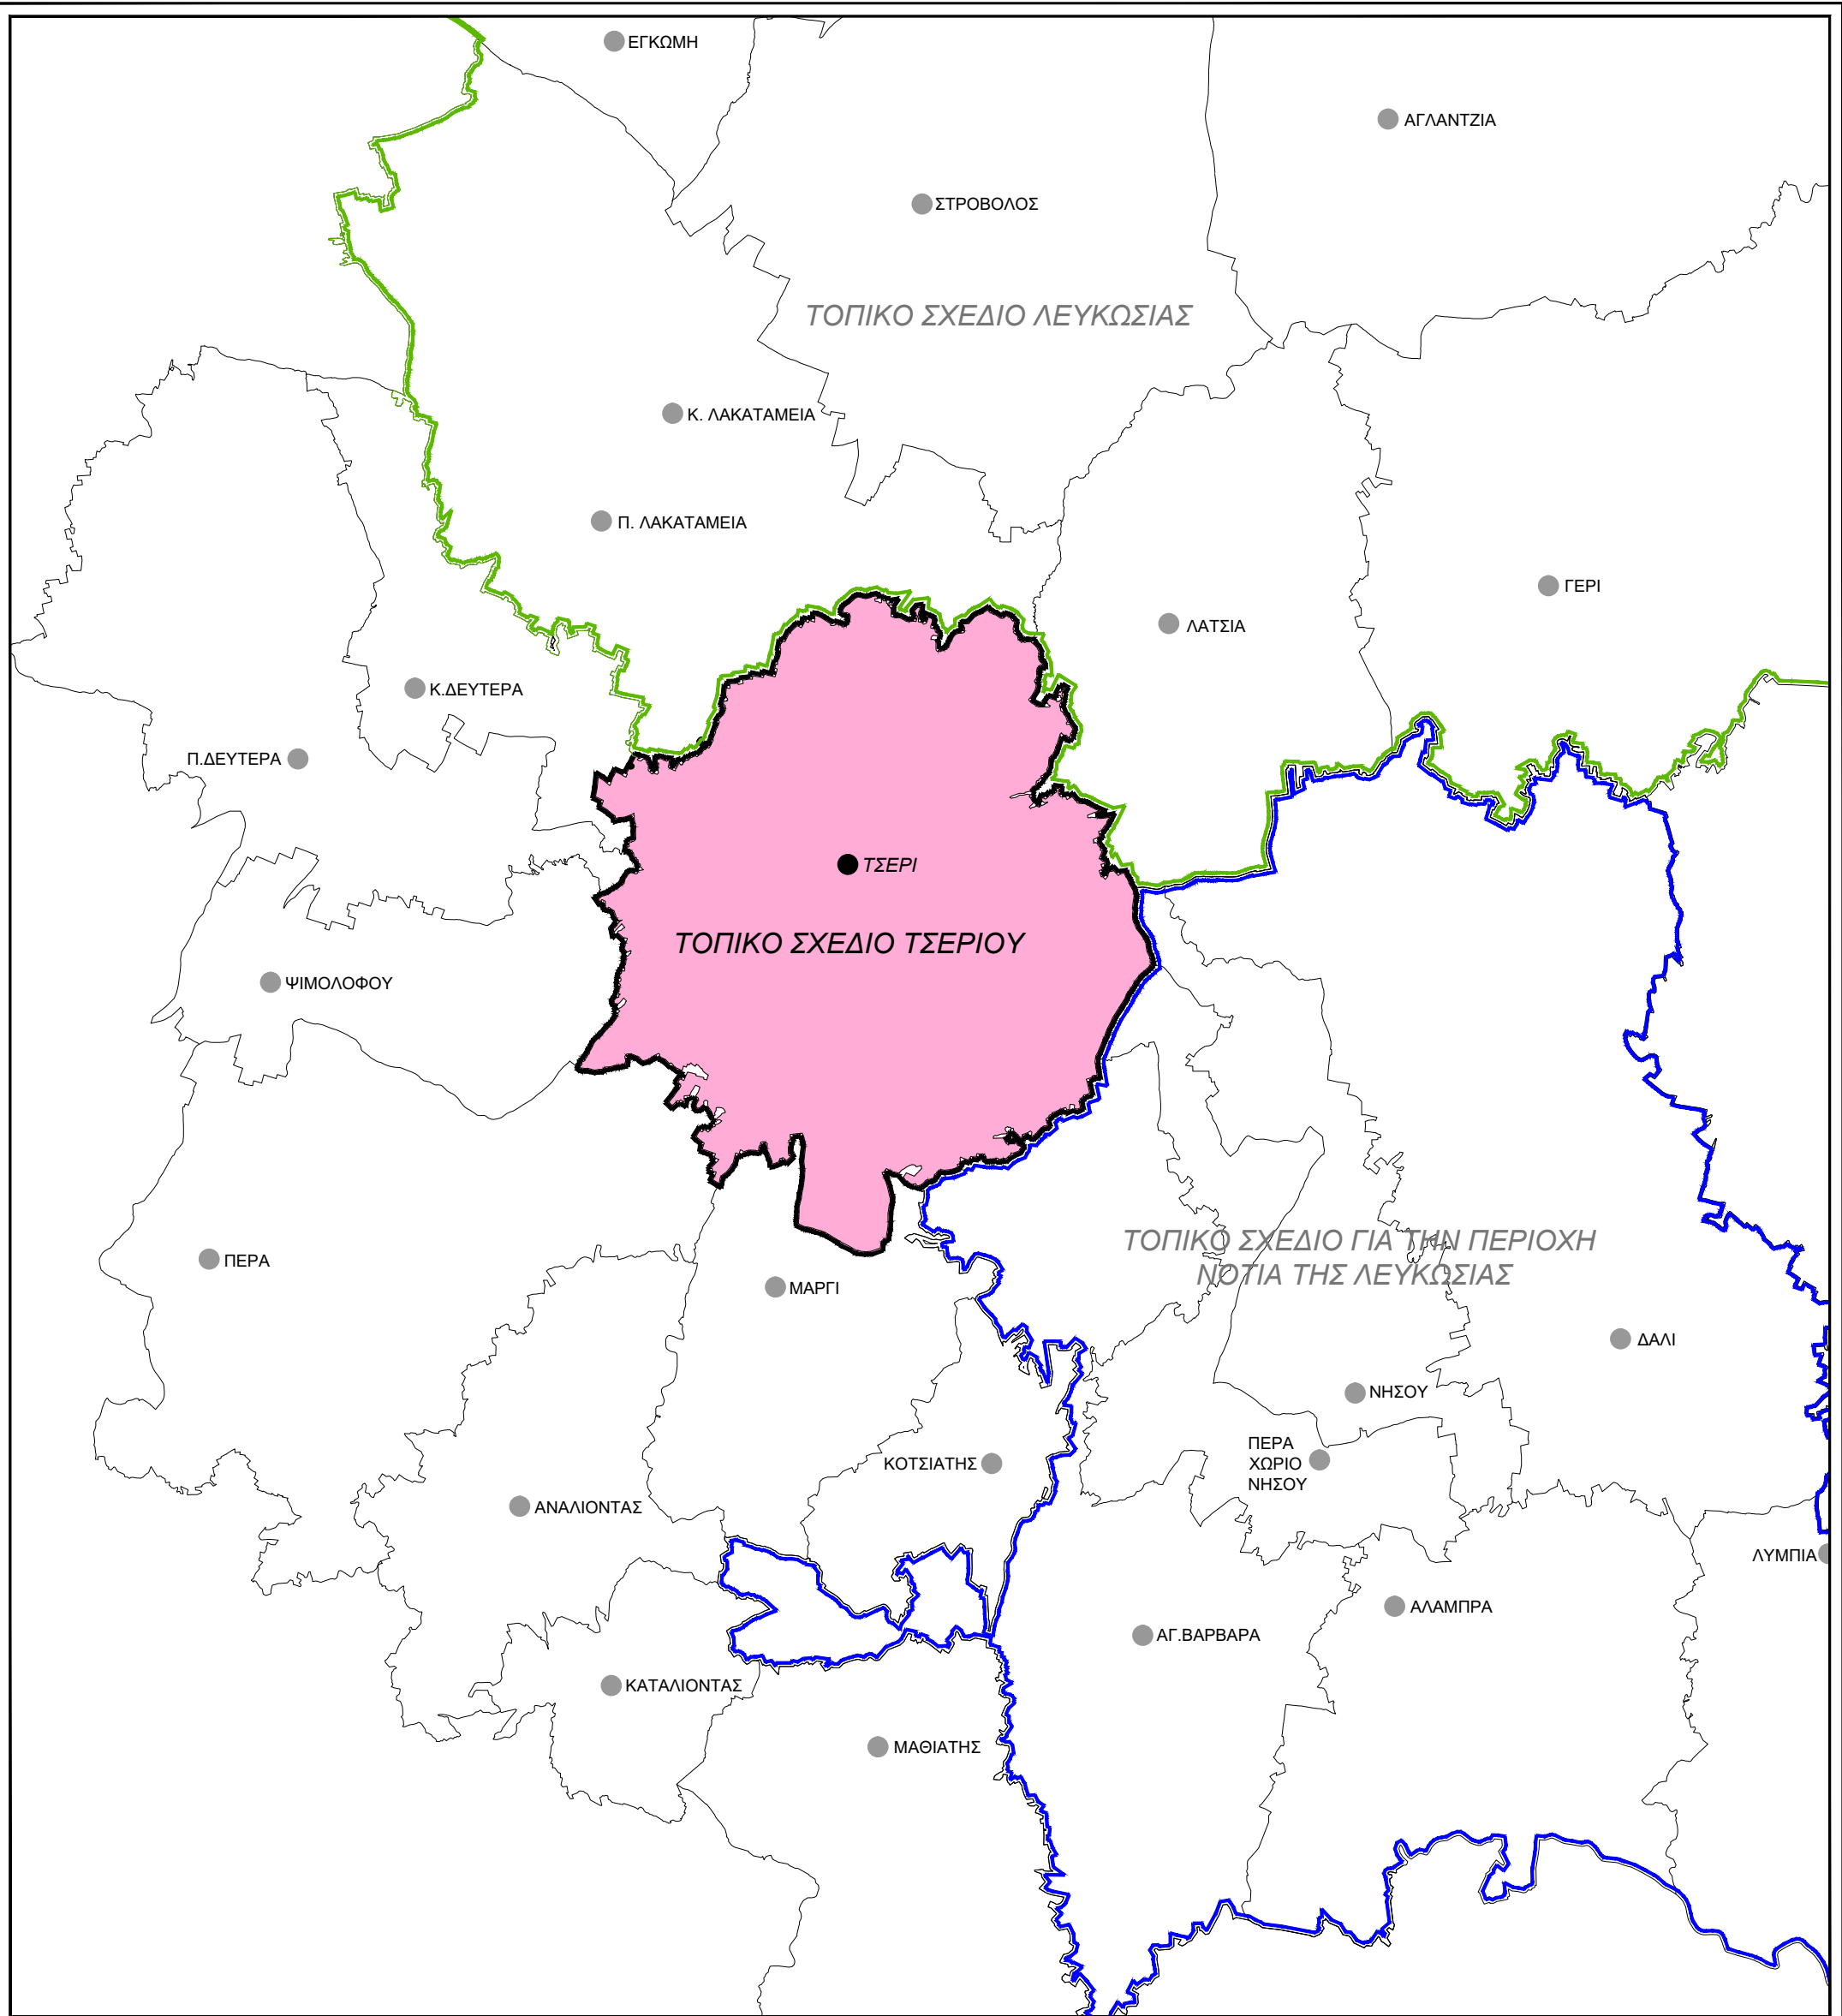 ΕΓΚΩΜΗ
ΑΓΛΑΝΤΖΙΑ
ΣΤΡΟΒΟΛΟΣ
ΤΟΠΙΚΟ ΣΧΕΔΙΟ ΛΕΥΚΩΣΙΑΣ
Κ. ΛΑΚΑΤΑΜΕΙΑ
Π. ΛΑΚΑΤΑΜΕΙΑ
ΓΕΡΙ
ΛΑΤΣΙΑ
Κ.ΔΕΥΤΕΡΑ
Π.ΔΕΥΤΕΡΑ
ΤΣΕΡΙ
ΤΟΠΙΚΟ ΣΧΕΔΙΟ ΤΣΕΡΙΟΥ
ΨΙΜΟΛΟΦΟΥ
ΤΟΠΙΚΟ ΣΧΕΔΙΟ ΓΙΑ ΤΗΝ ΠΕΡΙΟΧΗ
ΝΟΤΙΑ ΤΗΣ ΛΕΥΚΩΣΙΑΣ
ΠΕΡΑ
ΜΑΡΓΙ
ΔΑΛΙ
ΝΗΣΟΥ
ΠΕΡΑ
ΧΩΡΙΟ
ΝΗΣΟΥ
ΚΟΤΣΙΑΤΗΣ
ΑΝΑΛΙΟΝΤΑΣ
ΛΥΜΠΙΑ
ΑΛΑΜΠΡΑ
ΑΓ.ΒΑΡΒΑΡΑ
ΚΑΤΑΛΙΟΝΤΑΣ
ΜΑΘΙΑΤΗΣ